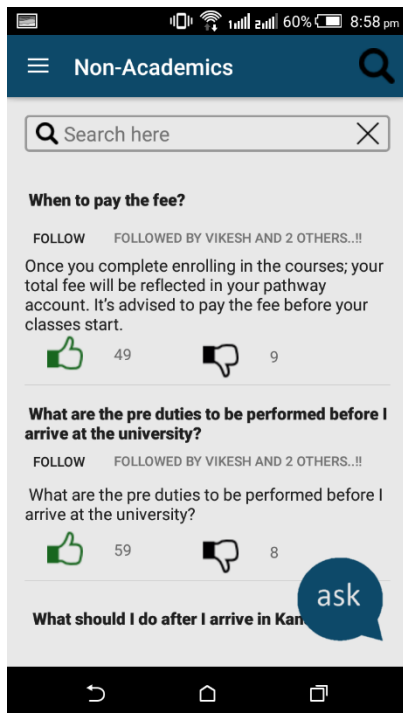 60% 8:58 pm
Non-Academics
Search here
When to pay the fee?
FOLLOW FOLLOWED BY VIKESH AND 2 OTHERS..!!
Once you complete enrolling in the courses; your
total fee will be reflected in your pathway
account. It's advised to pay the fee before your
classes start.
49 9
What are the pre duties to be performed before I
arrive at the university?
FOLLOW FOLLOWED BY VIKESH AND 2 OTHERS..!!
What are the pre duties to be performed before I
arrive at the university?
59 8
ask
What should I do after I arrive in Kan